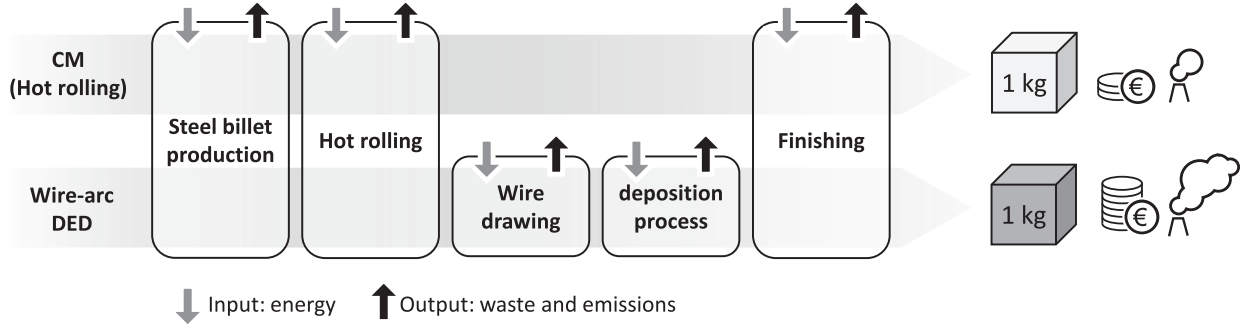 CM
(Hot rolling)
Steel billet
production
Hot rolling
Finishing
1 kg
€
Wire-arc
DED
Wire
drawing
deposition
process
1 kg
€
Input: energy
Output: waste and emissions